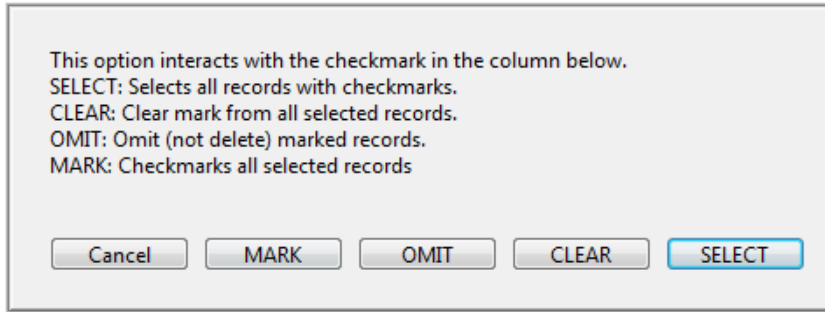 This option interacts with the checkmark in the column below.
SELECT: Selects all records with checkmarks.
CLEAR: Clear mark from all selected records.
OMIT: Omit (not delete) marked records.
MARK: Checkmarks all selected records
Cancel MARK OMIT CLEAR SELECT